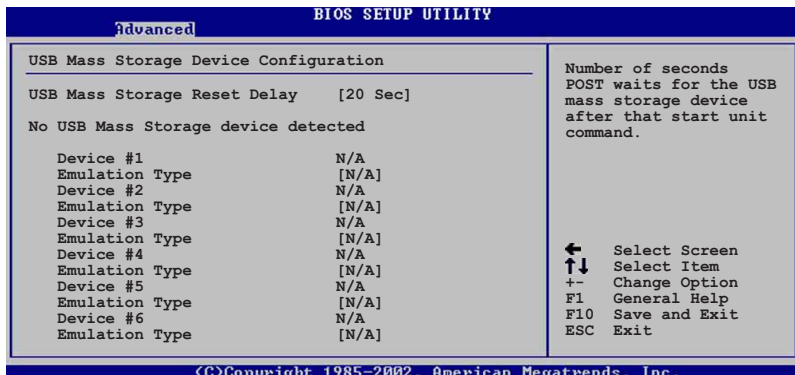 BIOS SETUP UTILITY
Advanced
USB Mass Storage Device Configuration
USB Mass Storage Reset Delay [20 Sec]
No USB Mass Storage device detected
Device #1 N/A
Emulation Type [N/A]
Device #2 N/A
Emulation Type [N/A]
Device #3 N/A
Emulation Type [N/A]
Device #4 N/A
Emulation Type [N/A]
Device #5 N/A
Emulation Type [N/A]
Device #6 N/A
Emulation Type [N/A]
Number of seconds
POST waits for the USB
mass storage device
after that start unit
command.
← Select Screen
↑↓ Select Item
+- Change Option
F1 General Help
F10 Save and Exit
ESC Exit
(C)Copyright 1985-2002, American Megatrends, Inc.